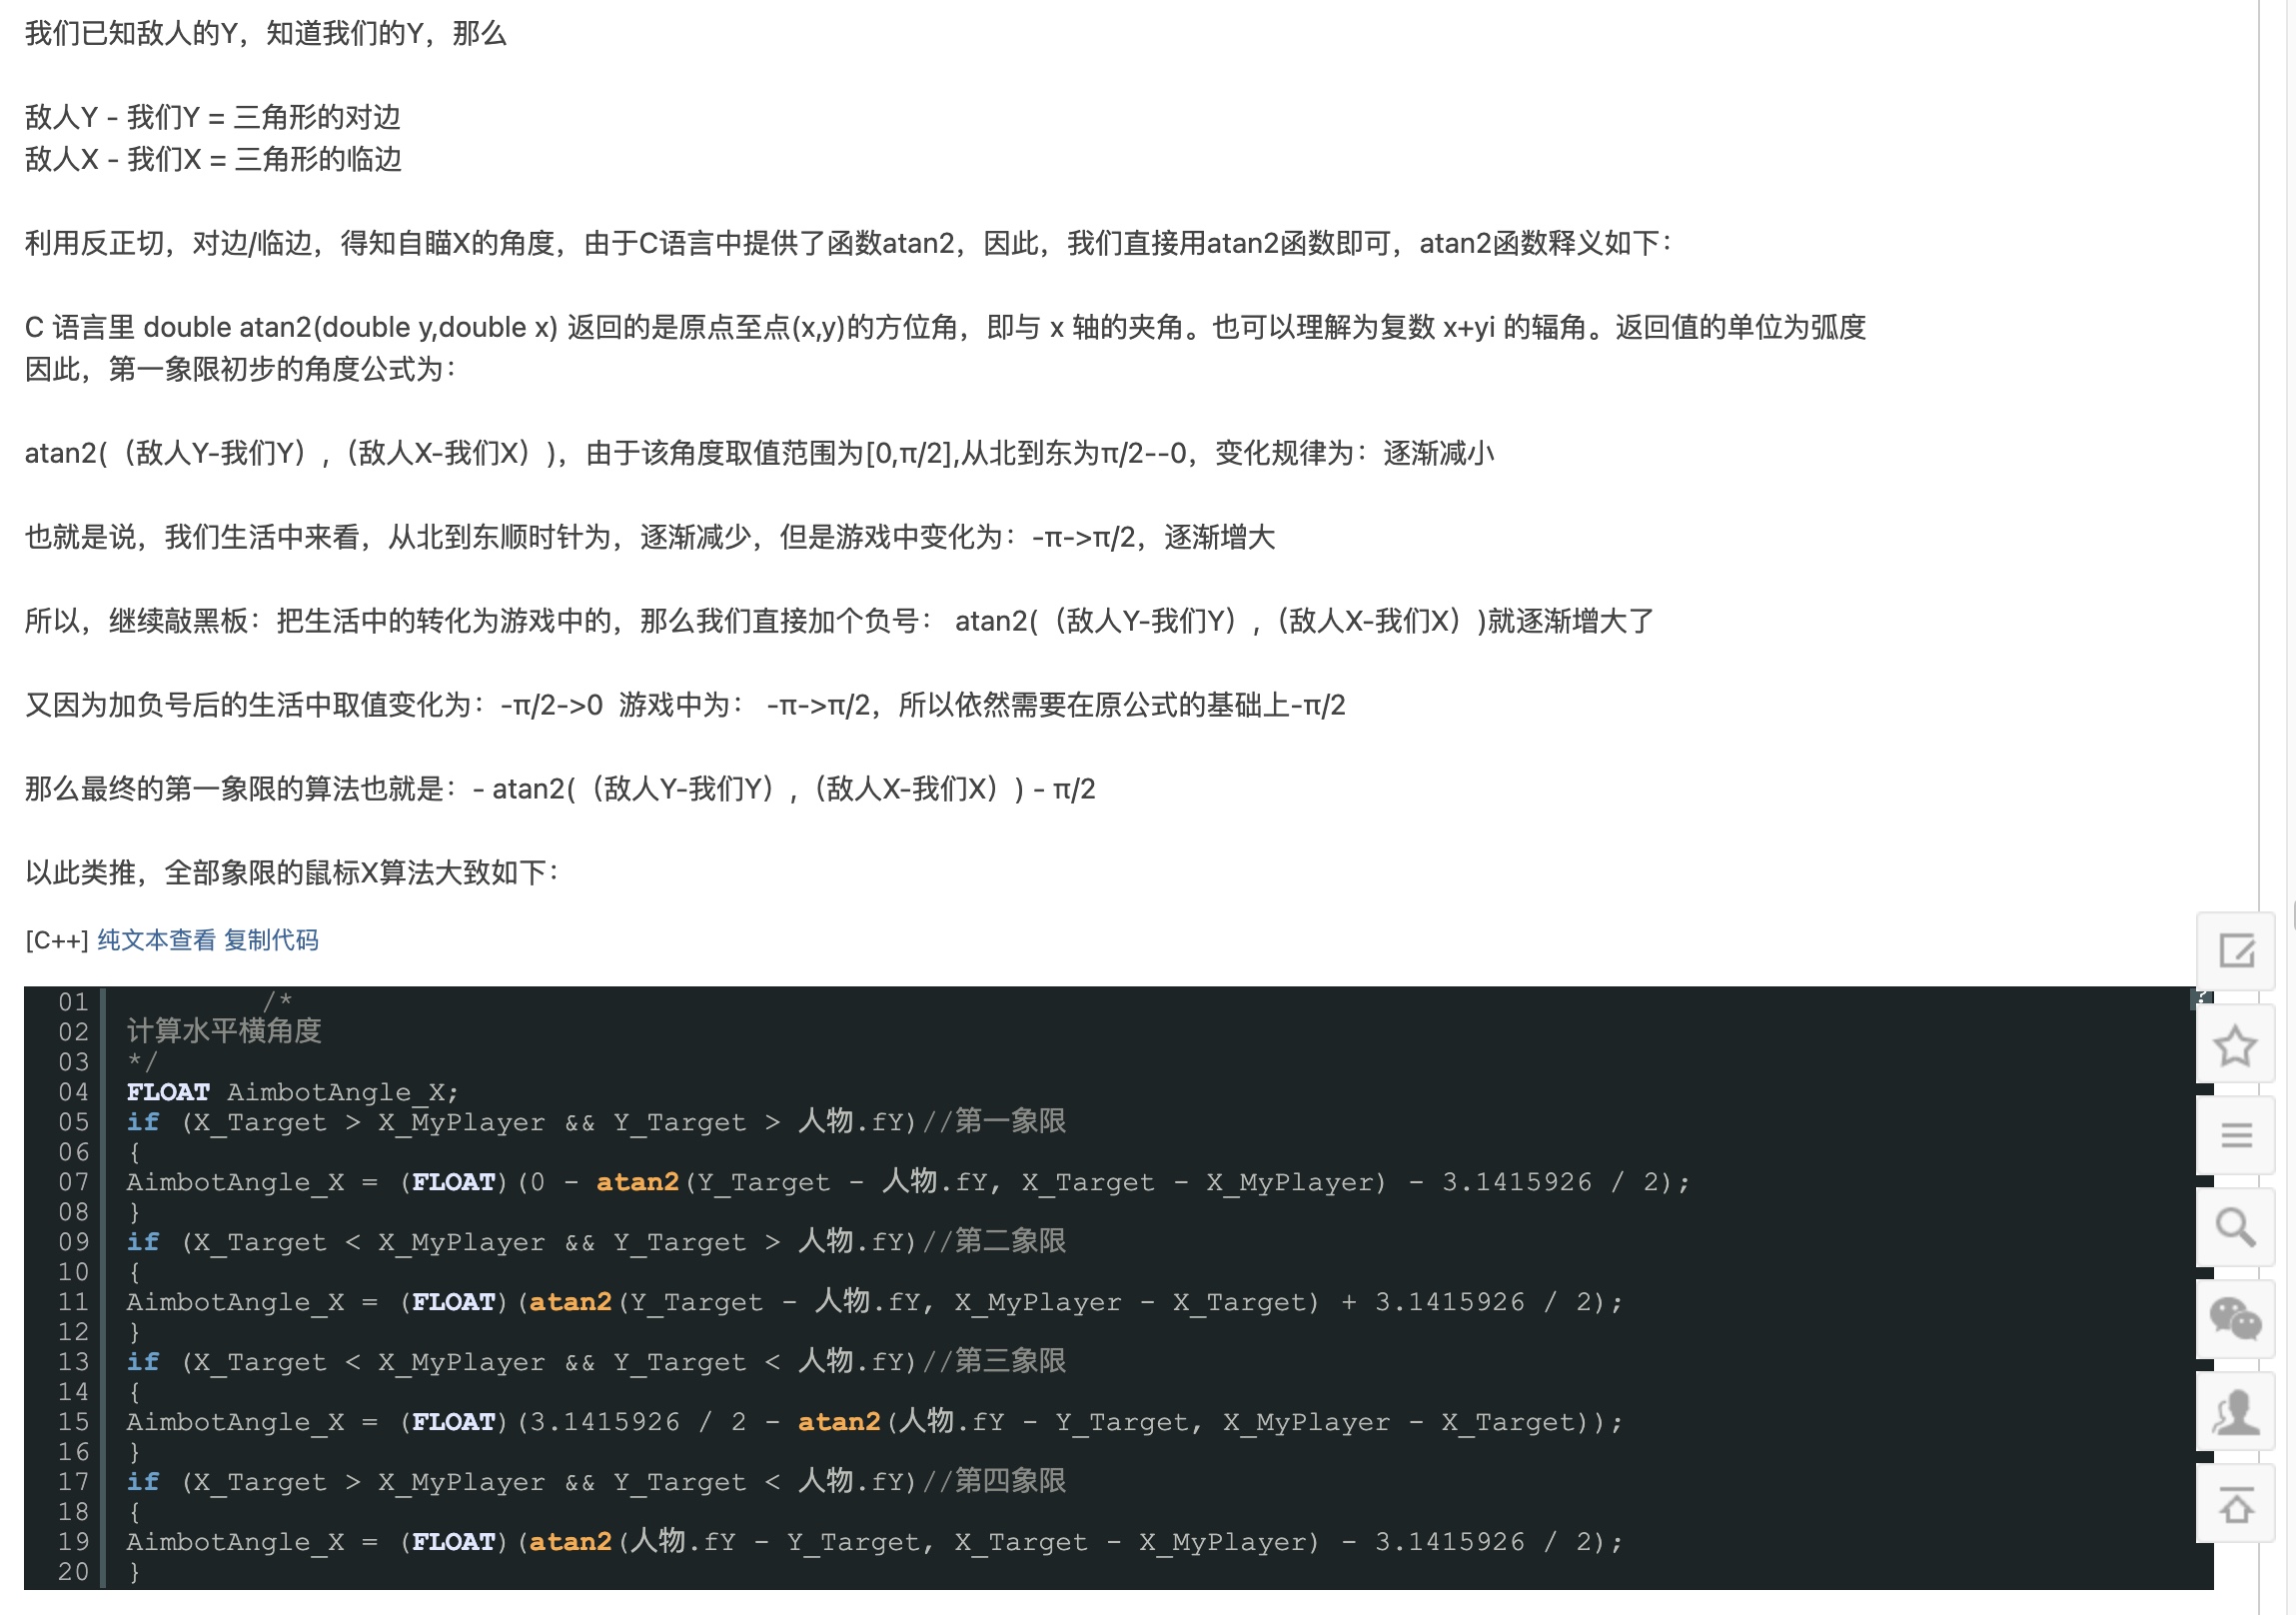 我们已知敌人的Y，知道我们的Y，那么
敌人Y - 我们Y = 三角形的对边
敌人X - 我们X = 三角形的临边
利用反正切，对边/临边，得知自瞄X的角度，由于C语言中提供了函数atan2，因此，我们直接用atan2函数即可，atan2函数释义如下：
C 语言里 double atan2(double y,double x) 返回的是原点至点(x,y)的方位角，即与 x 轴的夹角。也可以理解为复数 x+yi 的辐角。返回值的单位为弧度
因此，第一象限初步的角度公式为：
atan2(（敌人Y-我们Y）,（敌人X-我们X）)，由于该角度取值范围为[0,π/2],从北到东为π/2--0，变化规律为：逐渐减小
也就是说，我们生活中来看，从北到东顺时针为，逐渐减少，但是游戏中变化为：-π->π/2，逐渐增大
所以，继续敲黑板：把生活中的转化为游戏中的，那么我们直接加个负号： atan2(（敌人Y-我们Y）,（敌人X-我们X）)就逐渐增大了
又因为加负号后的生活中取值变化为：-π/2->0 游戏中为： -π->π/2，所以依然需要在原公式的基础上-π/2
那么最终的第一象限的算法也就是：- atan2(（敌人Y-我们Y）,（敌人X-我们X）) - π/2
以此类推，全部象限的鼠标X算法大致如下：
[C++] 纯文本查看 复制代码
?
01 /*
02 计算水平横角度
03 */
04 FLOAT AimbotAngle_X;
05 if (X_Target > X_MyPlayer && Y_Target > 人物.fY)//第一象限
06 {
07 AimbotAngle_X = (FLOAT)(0 - atan2(Y_Target - 人物.fY, X_Target - X_MyPlayer) - 3.1415926 / 2);
08 }
09 if (X_Target < X_MyPlayer && Y_Target > 人物.fY)//第二象限
10 {
11 AimbotAngle_X = (FLOAT)(atan2(Y_Target - 人物.fY, X_MyPlayer - X_Target) + 3.1415926 / 2);
12 }
13 if (X_Target < X_MyPlayer && Y_Target < 人物.fY)//第三象限
14 {
15 AimbotAngle_X = (FLOAT)(3.1415926 / 2 - atan2(人物.fY - Y_Target, X_MyPlayer - X_Target));
16 }
17 if (X_Target > X_MyPlayer && Y_Target < 人物.fY)//第四象限
18 {
19 AimbotAngle_X = (FLOAT)(atan2(人物.fY - Y_Target, X_Target - X_MyPlayer) - 3.1415926 / 2);
20 }